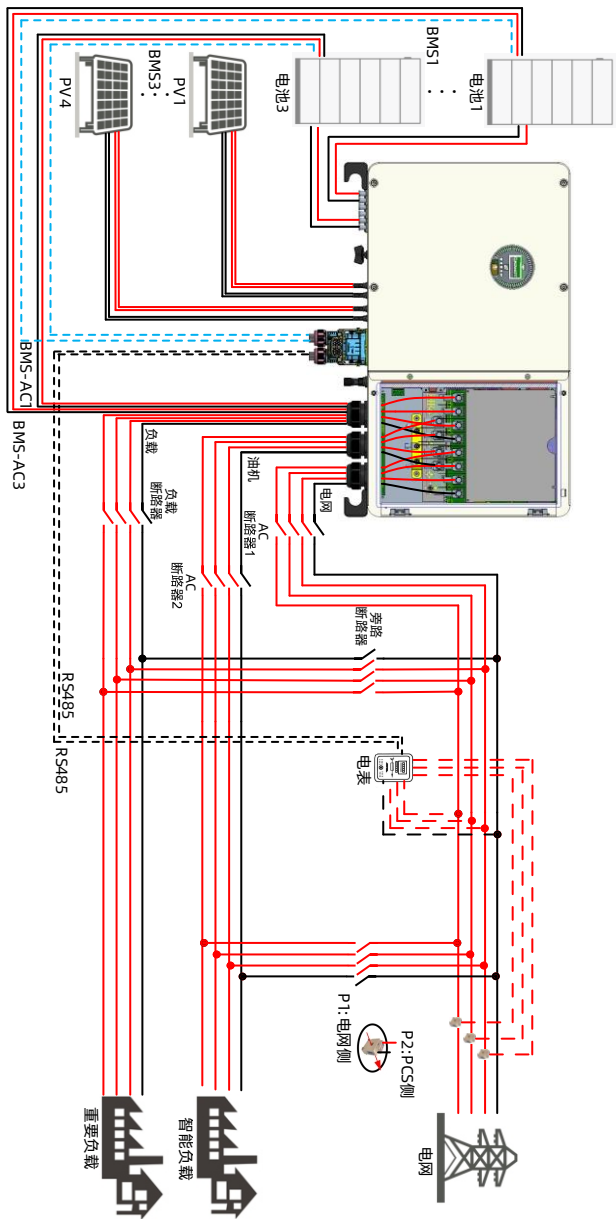 BMS1
电池1
· · ·
电池3
BMS3
PV1
PV4
BMS-AC1
BMS-AC3
负载
油机
电网
负载
断路器
AC
断路器1
AC
断路器2
旁路
断路器
RS485
RS485
电表
P1:电网侧
P2:PCS侧
重要负载
智能负载
电网